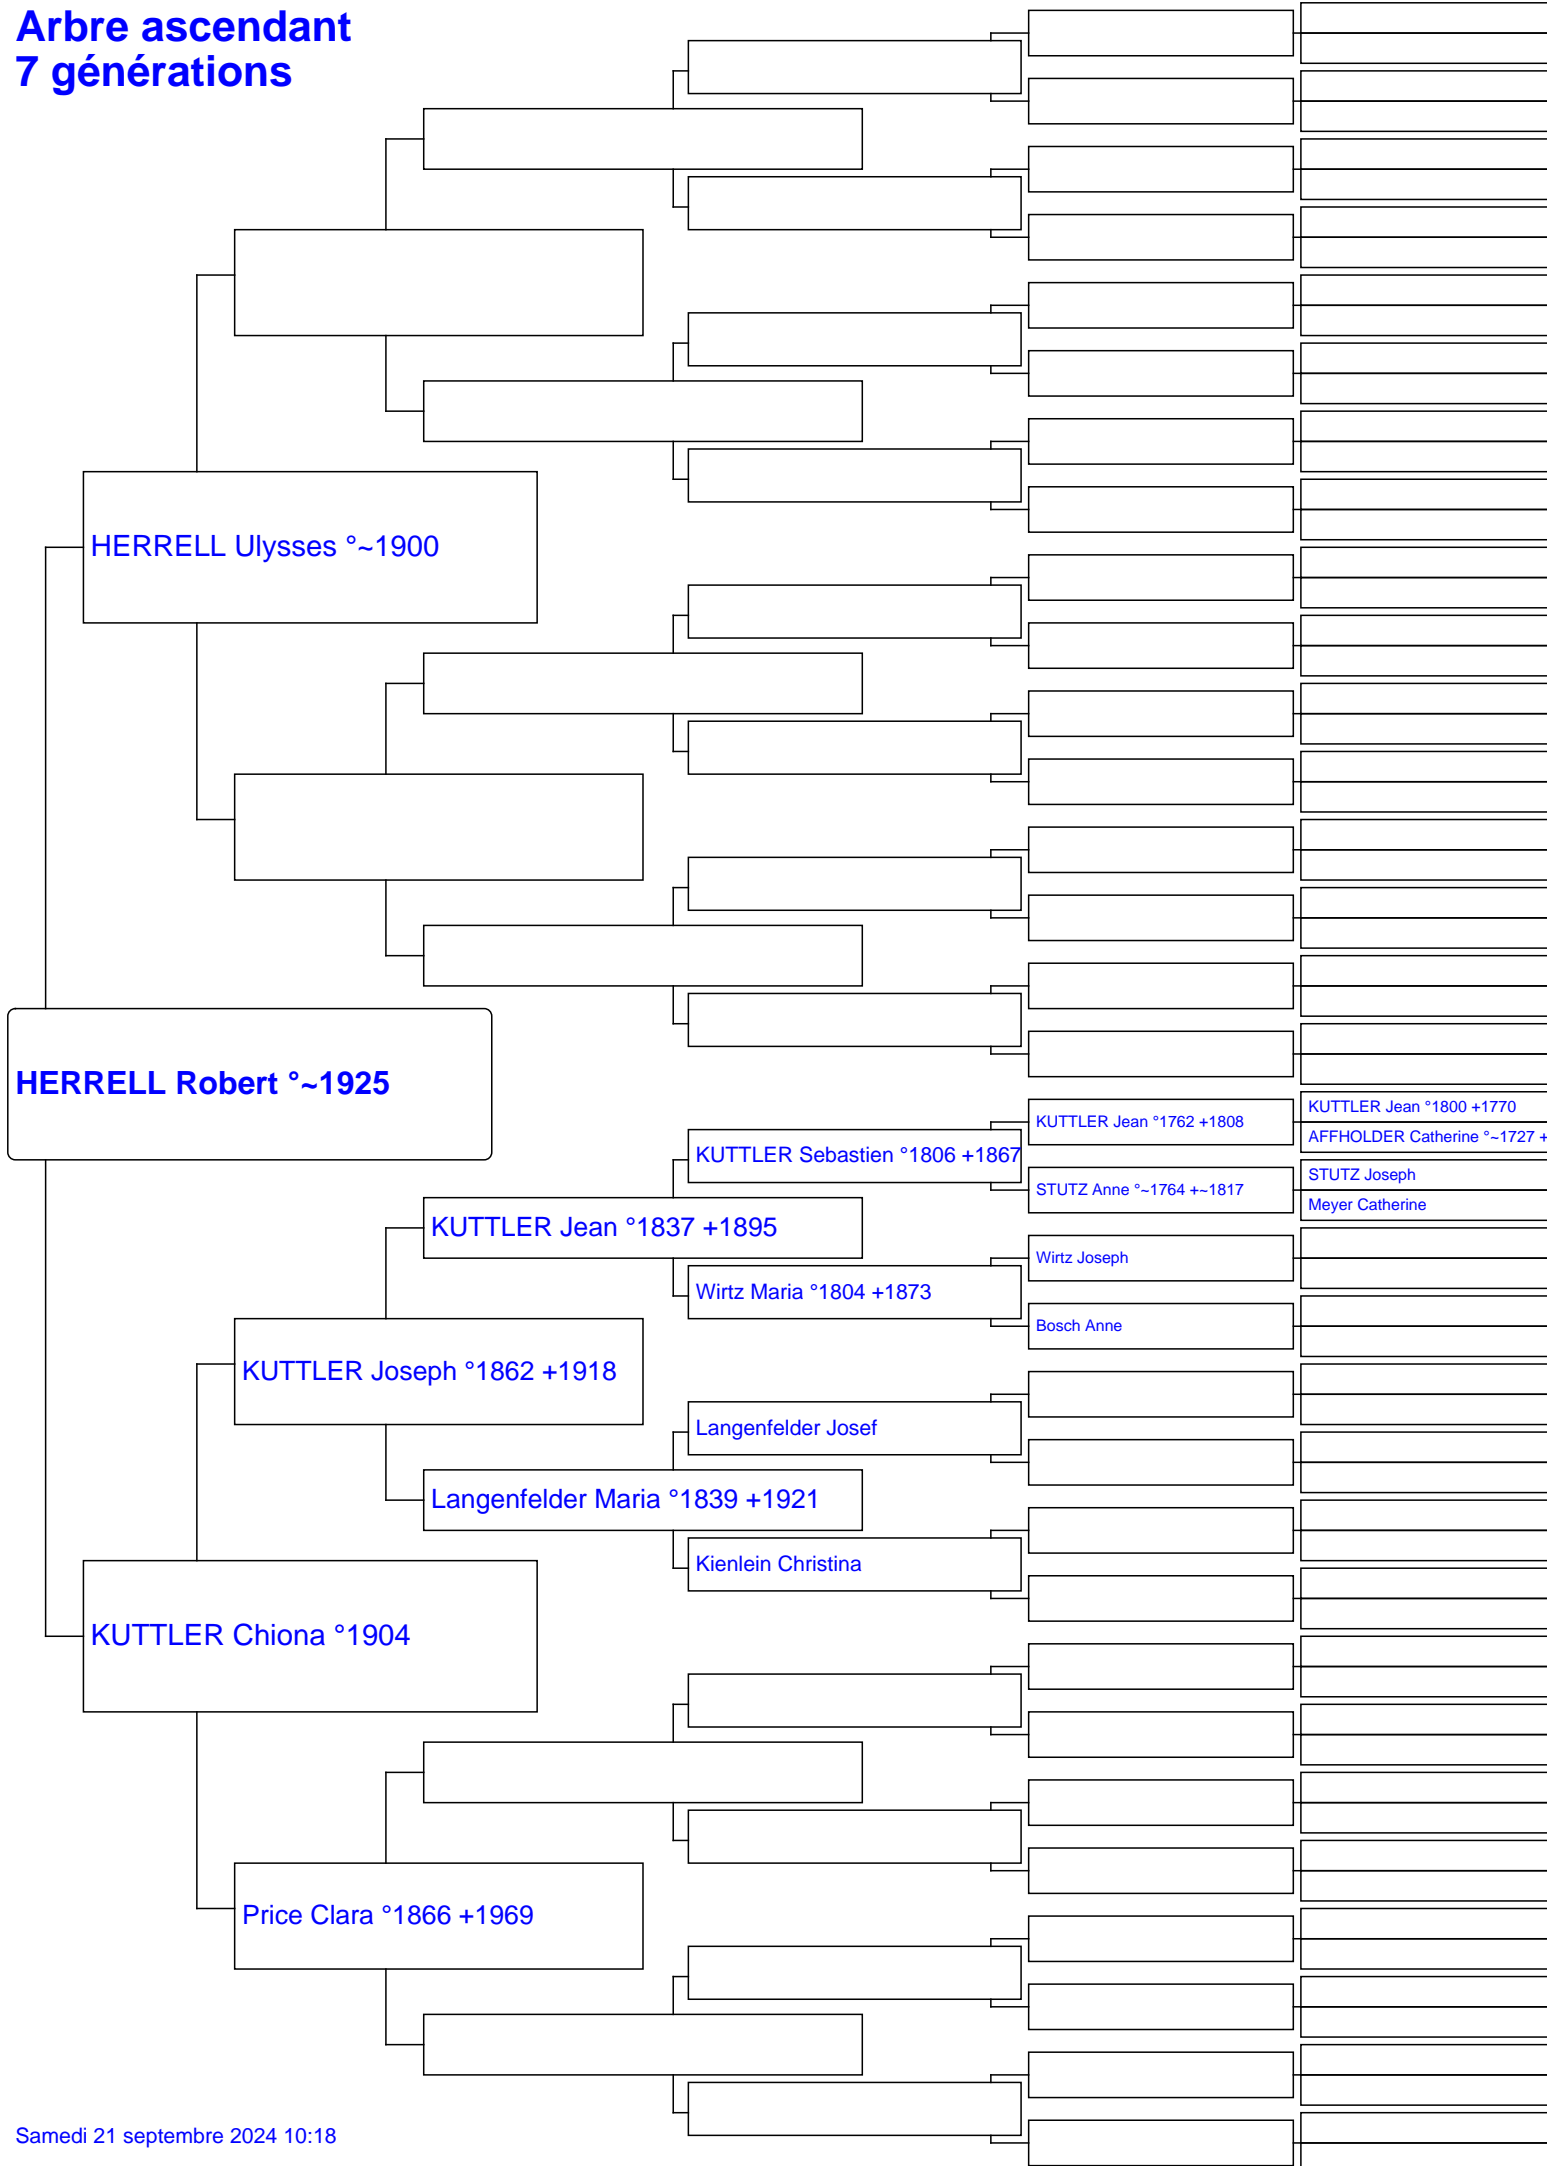 Arbre ascendant
7 générations
HERRELL Ulysses °~1900
HERRELL Robert °~1925
KUTTLER Jean °1762 +1808
KUTTLER Jean °1800 +1770
AFFHOLDER Catherine °~1727 +
KUTTLER Sebastien °1806 +1867
STUTZ Anne °~1764 +~1817
STUTZ Joseph
Meyer Catherine
KUTTLER Jean °1837 +1895
Wirtz Joseph
Wirtz Maria °1804 +1873
Bosch Anne
KUTTLER Joseph °1862 +1918
Langenfelder Josef
Langenfelder Maria °1839 +1921
Kienlein Christina
KUTTLER Chiona °1904
Price Clara °1866 +1969
Samedi 21 septembre 2024 10:18